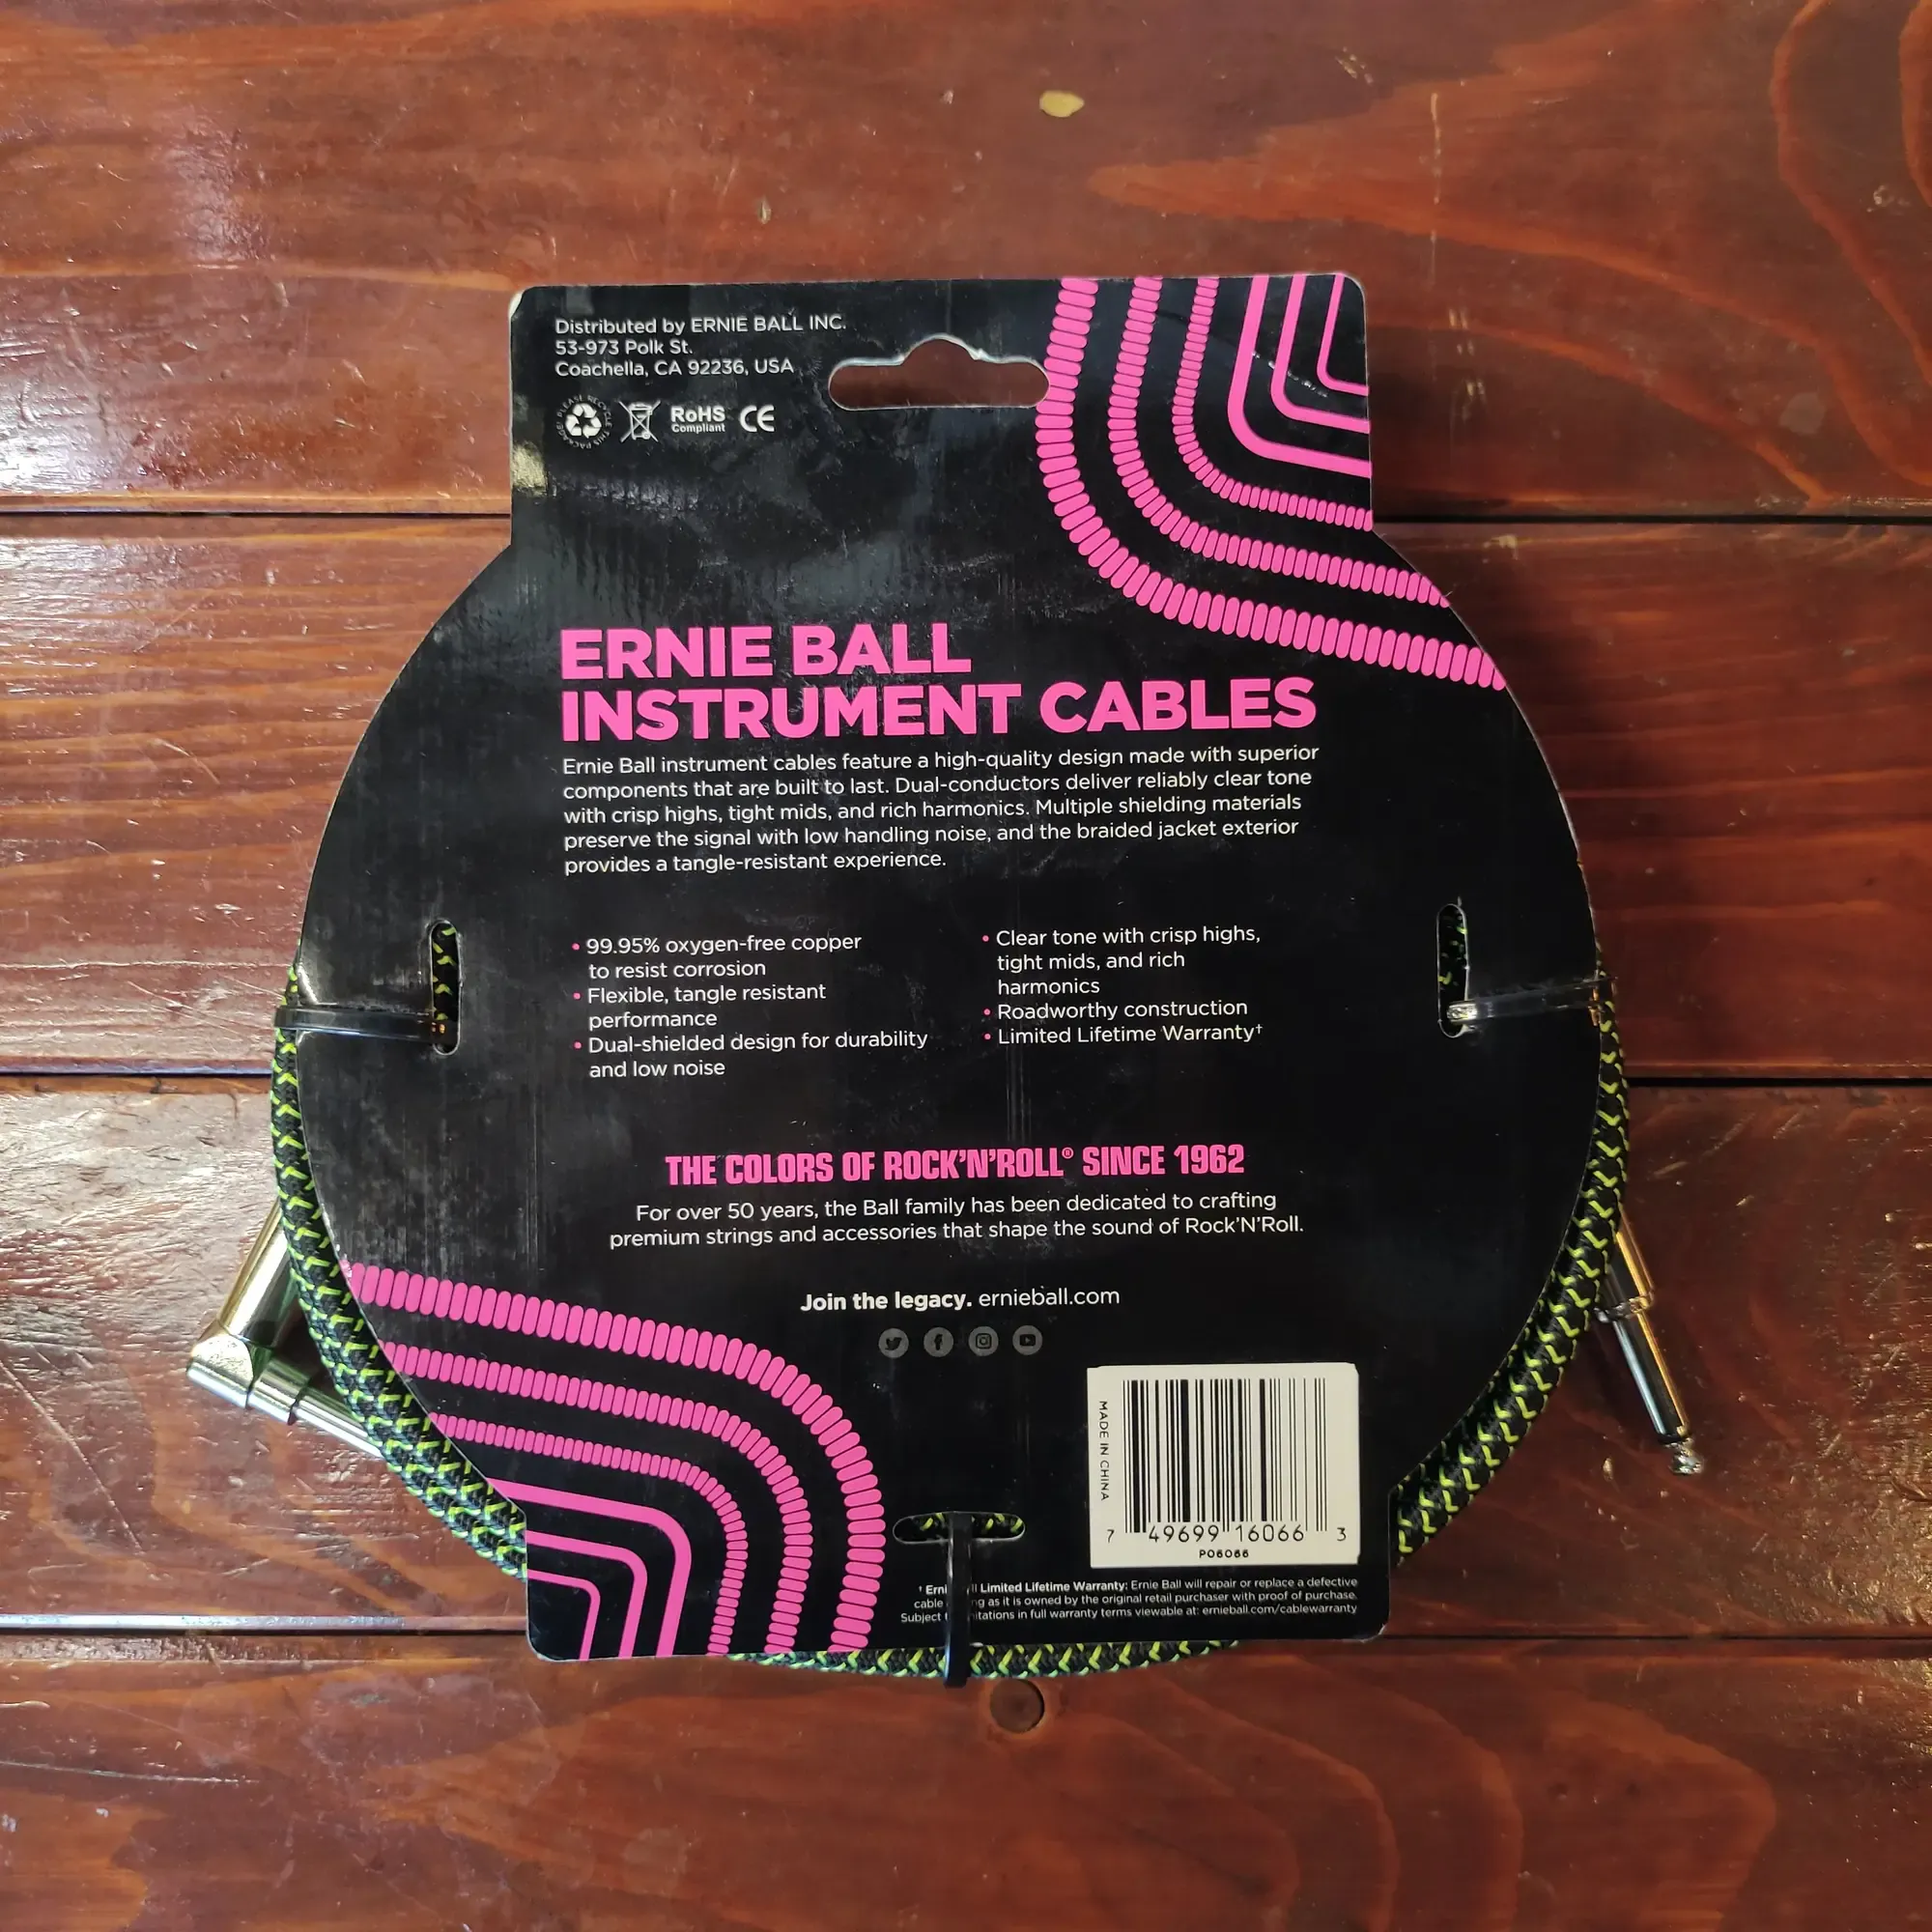 Distributed by ERNIE BALL INC.
53-973 Polk St.
Coachella, CA 92236, USA
PLEASE RECYCLE THIS PACKAGE
RoHS
Compliant
CE
ERNIE BALL
INSTRUMENT CABLES
Ernie Ball instrument cables feature a high-quality design made with superior
components that are built to last. Dual-conductors deliver reliably clear tone
with crisp highs, tight mids, and rich harmonics. Multiple shielding materials
preserve the signal with low handling noise, and the braided jacket exterior
provides a tangle-resistant experience.
• 99.95% oxygen-free copper
to resist corrosion
• Flexible, tangle resistant
performance
• Dual-shielded design for durability
and low noise
• Clear tone with crisp highs,
tight mids, and rich
harmonics
• Roadworthy construction
• Limited Lifetime Warranty†
THE COLORS OF ROCK'N'ROLL® SINCE 1962
For over 50 years, the Ball family has been dedicated to crafting
premium strings and accessories that shape the sound of Rock'N'Roll.
Join the legacy. ernieball.com
MADE IN CHINA
7 49699 16066 3
P06066
† Limited Lifetime Warranty: Ernie Ball will repair or replace a defective
cable as it is owned by the original retail purchaser with proof of purchase.
Subject in full warranty terms viewable at: ernieball.com/cablewarranty